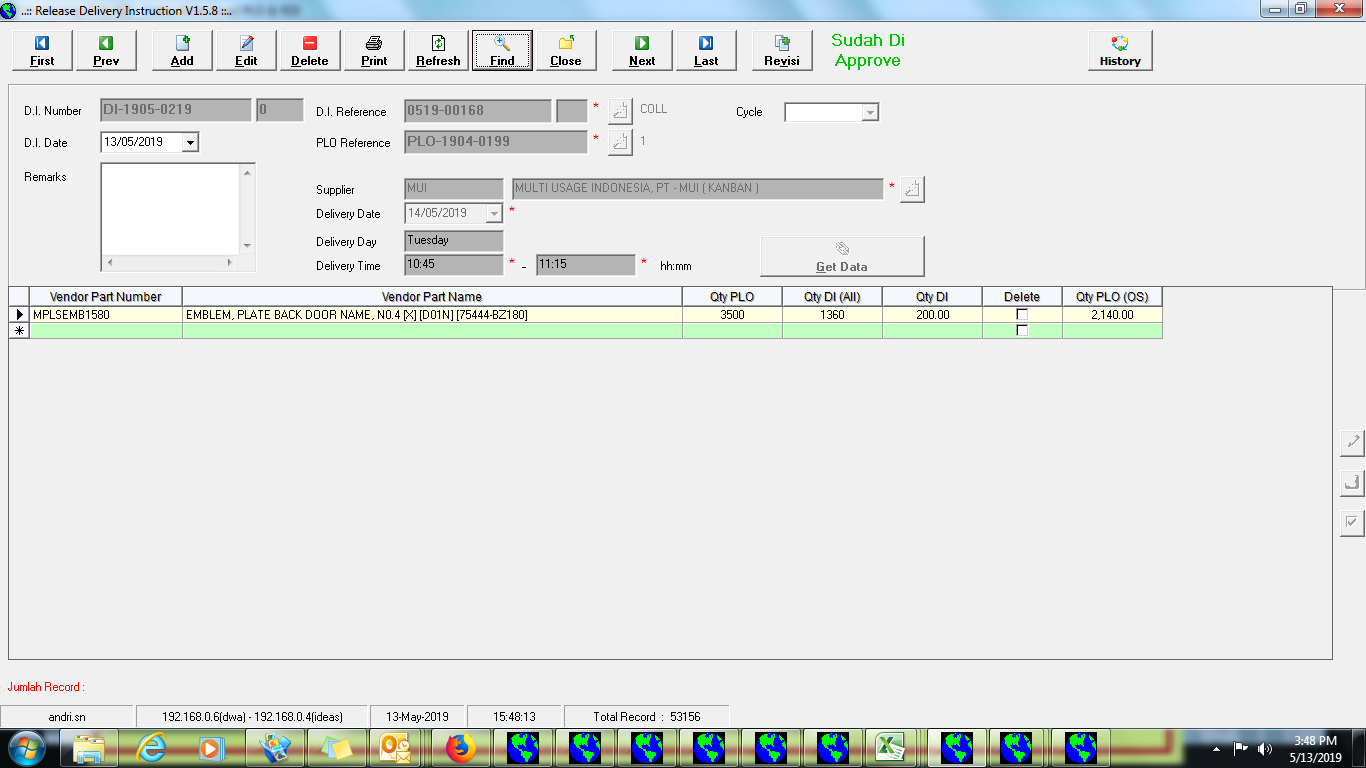 ..:: Release Delivery Instruction V1.5.8 ::..
First
Prev
Add
Edit
Delete
Print
Refresh
Find
Close
Next
Last
Revisi
Sudah Di
Approve
History
D.I. Number
DI-1905-0219
0
D.I. Reference
0519-00168
*
COLL
Cycle
D.I. Date
13/05/2019
PLO Reference
PLO-1904-0199
*
1
Remarks
Supplier
MUI
MULTI USAGE INDONESIA, PT - MUI ( KANBAN )
*
Delivery Date
14/05/2019
*
Delivery Day
Tuesday
Delivery Time
10:45
* -
11:15
*
hh:mm
Get Data
Vendor Part Number
Vendor Part Name
Qty PLO
Qty DI (All)
Qty DI
Delete
Qty PLO (OS)
MPLSEMB1580
EMBLEM, PLATE BACK DOOR NAME, N0.4 [X] [D01N] [75444-BZ180]
3500
1360
200.00
2,140.00
Jumlah Record :
andri.sn
192.168.0.6(dwa) - 192.168.0.4(ideas)
13-May-2019
15:48:13
Total Record : 53156
3:48 PM
5/13/2019